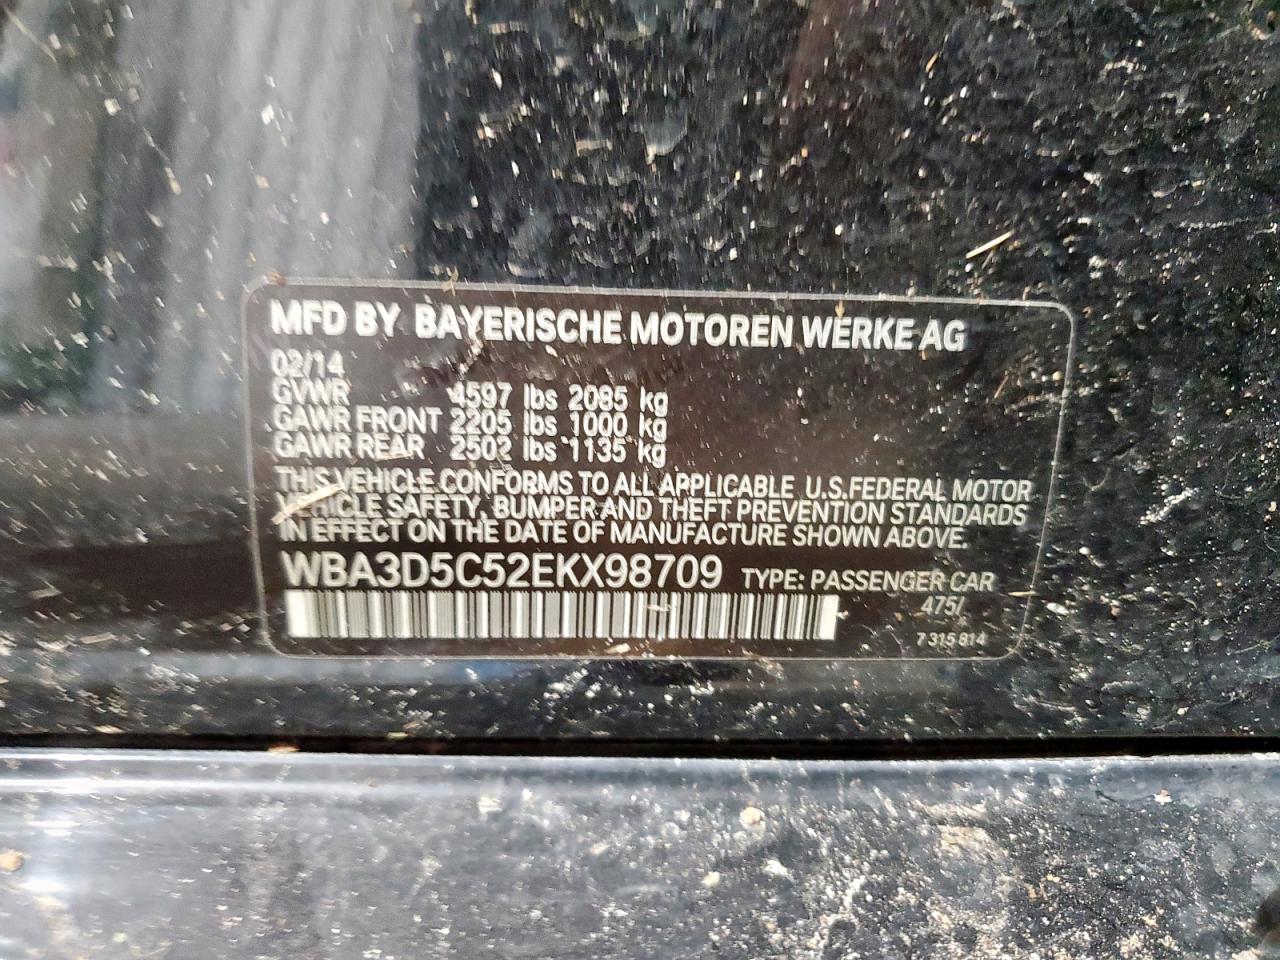 MFD BY BAYERISCHE MOTOREN WERKE AG
02/14
GVWR 4597 lbs 2085 kg
GAWR FRONT 2205 lbs 1000 kg
GAWR REAR 2502 lbs 1135 kg
THIS VEHICLE CONFORMS TO ALL APPLICABLE U.S.FEDERAL MOTOR
VEHICLE SAFETY, BUMPER AND THEFT PREVENTION STANDARDS
IN EFFECT ON THE DATE OF MANUFACTURE SHOWN ABOVE.
WBA3D5C52EKX98709 TYPE: PASSENGER CAR
475/
7 315 814